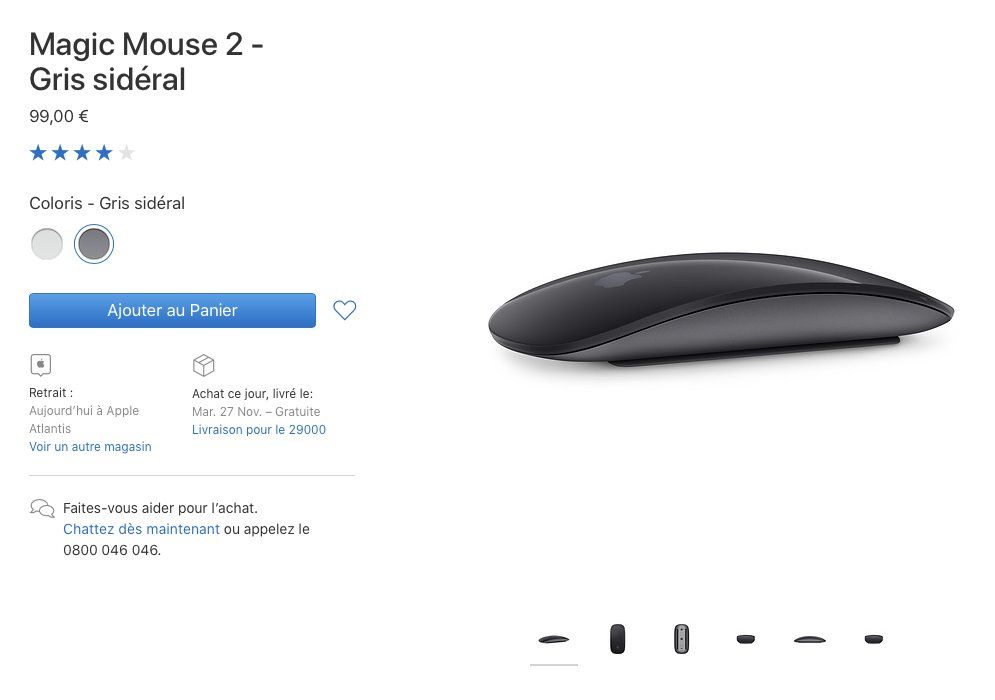 Magic Mouse 2 -
Gris sidéral
99,00 €
Coloris - Gris sidéral
Ajouter au Panier
Retrait :
Aujourd’hui à Apple
Atlantis
Voir un autre magasin
Achat ce jour, livré le:
Mar. 27 Nov. – Gratuite
Livraison pour le 29000
Faites-vous aider pour l’achat.
Chattez dès maintenant ou appelez le
0800 046 046.